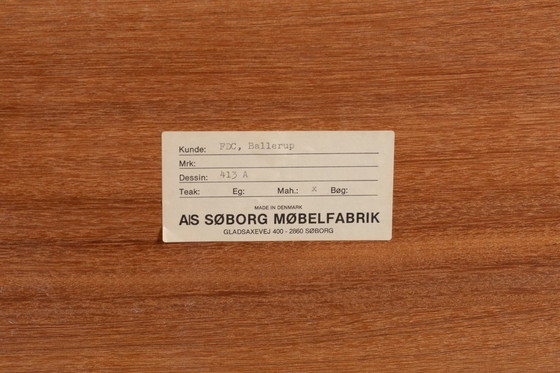 Kunde: FDC, Ballerup
Mrk:
Dessin: 413 A
Teak: Eg: Mah.: x Bøg:
MADE IN DENMARK
A/S SØBORG MØBELFABRIK
GLADSAXEVEJ 400 - 2860 SØBORG